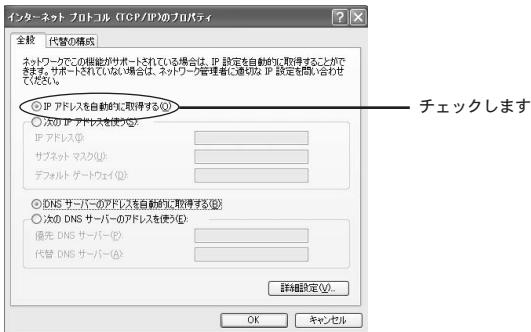 インターネット プロトコル (TCP/IP)のプロパティ
全般 代替の構成
ネットワークでこの機能がサポートされている場合は、IP 設定を自動的に取得することがで
きます。サポートされていない場合は、ネットワーク管理者に適切な IP 設定を問い合わせ
てください。
IP アドレスを自動的に取得する(O)
チェックします
次の IP アドレスを使う(S):
IP アドレス(I):
サブネット マスク(U):
デフォルト ゲートウェイ(D):
DNS サーバーのアドレスを自動的に取得する(B)
次の DNS サーバーのアドレスを使う(E):
優先 DNS サーバー(P):
代替 DNS サーバー(A):
詳細設定(V)...
OK キャンセル